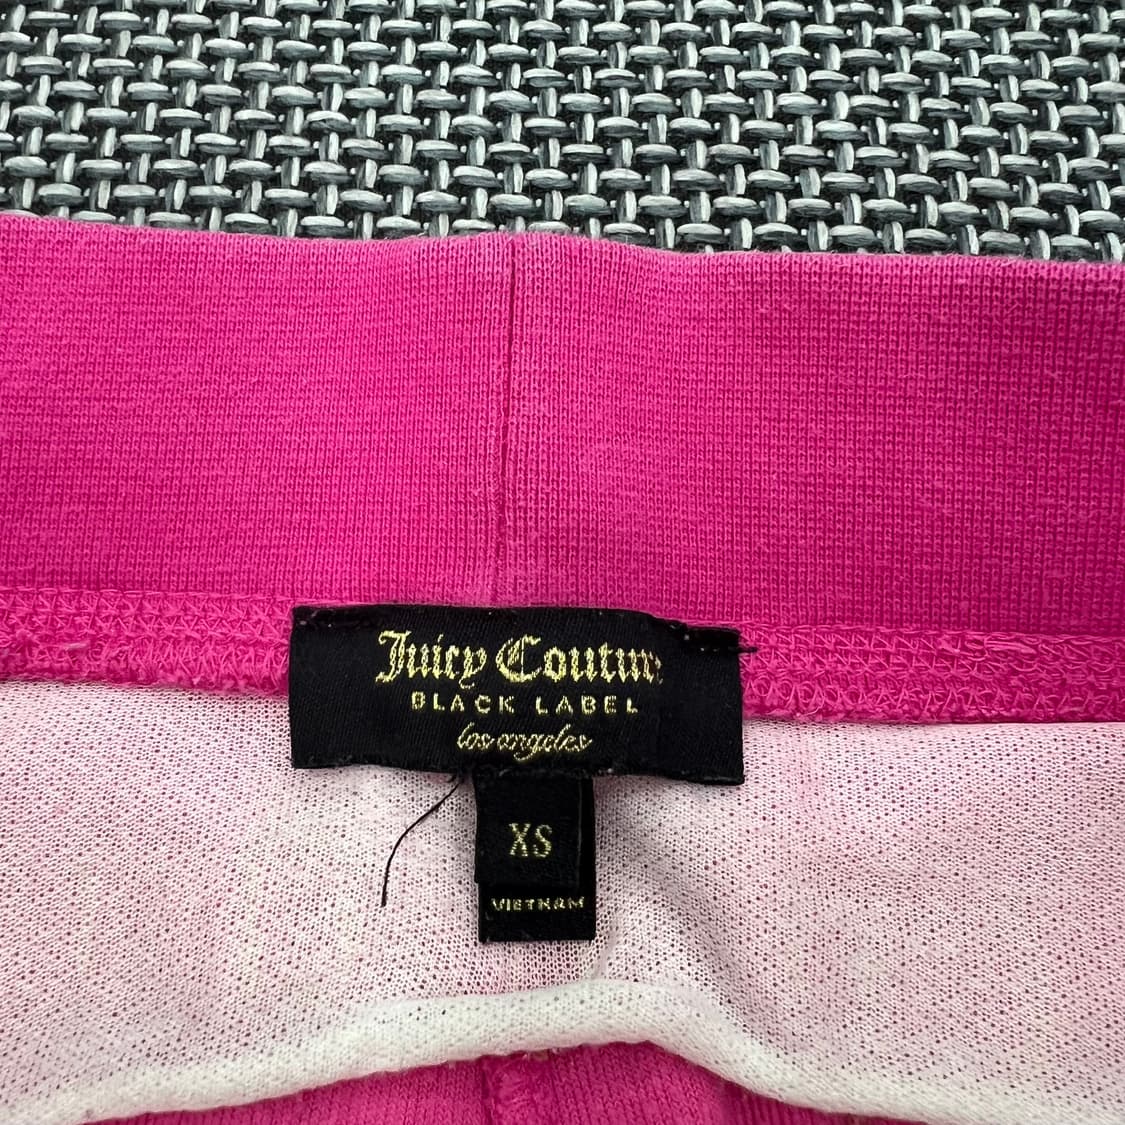 Juicy Couture
BLACK LABEL
los angeles
XS
VIETNAM